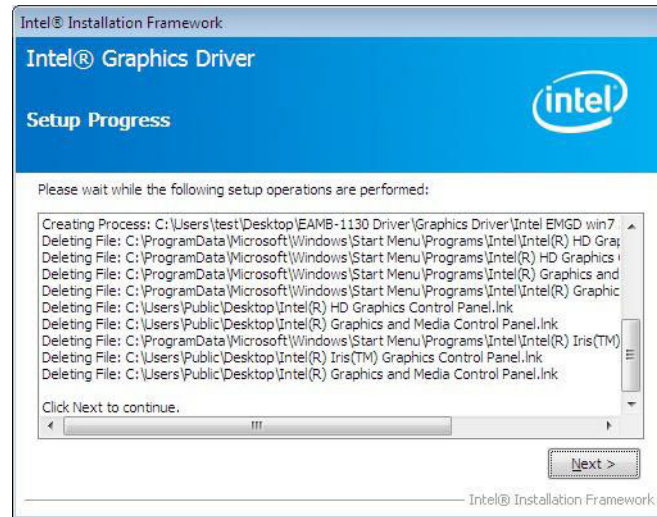 Intel® Installation Framework
Intel® Graphics Driver
intel
Setup Progress
Please wait while the following setup operations are performed:
Creating Process: C:\Users\test\Desktop\EAMB-1130 Driver\Graphics Driver\Intel EMGD win7
Deleting File: C:\ProgramData\Microsoft\Windows\Start Menu\Programs\Intel\Intel(R) HD Grap
Deleting File: C:\ProgramData\Microsoft\Windows\Start Menu\Programs\Intel(R) HD Graphics
Deleting File: C:\ProgramData\Microsoft\Windows\Start Menu\Programs\Intel(R) Graphics and
Deleting File: C:\ProgramData\Microsoft\Windows\Start Menu\Programs\Intel\Intel(R) Graphic
Deleting File: C:\Users\Public\Desktop\Intel(R) HD Graphics Control Panel.lnk
Deleting File: C:\Users\Public\Desktop\Intel(R) Graphics and Media Control Panel.lnk
Deleting File: C:\ProgramData\Microsoft\Windows\Start Menu\Programs\Intel\Intel(R) Iris(TM)
Deleting File: C:\Users\Public\Desktop\Intel(R) Iris(TM) Graphics Control Panel.lnk
Deleting File: C:\Users\Public\Desktop\Intel(R) Graphics and Media Control Panel.lnk
Click Next to continue.
Next >
Intel® Installation Framework